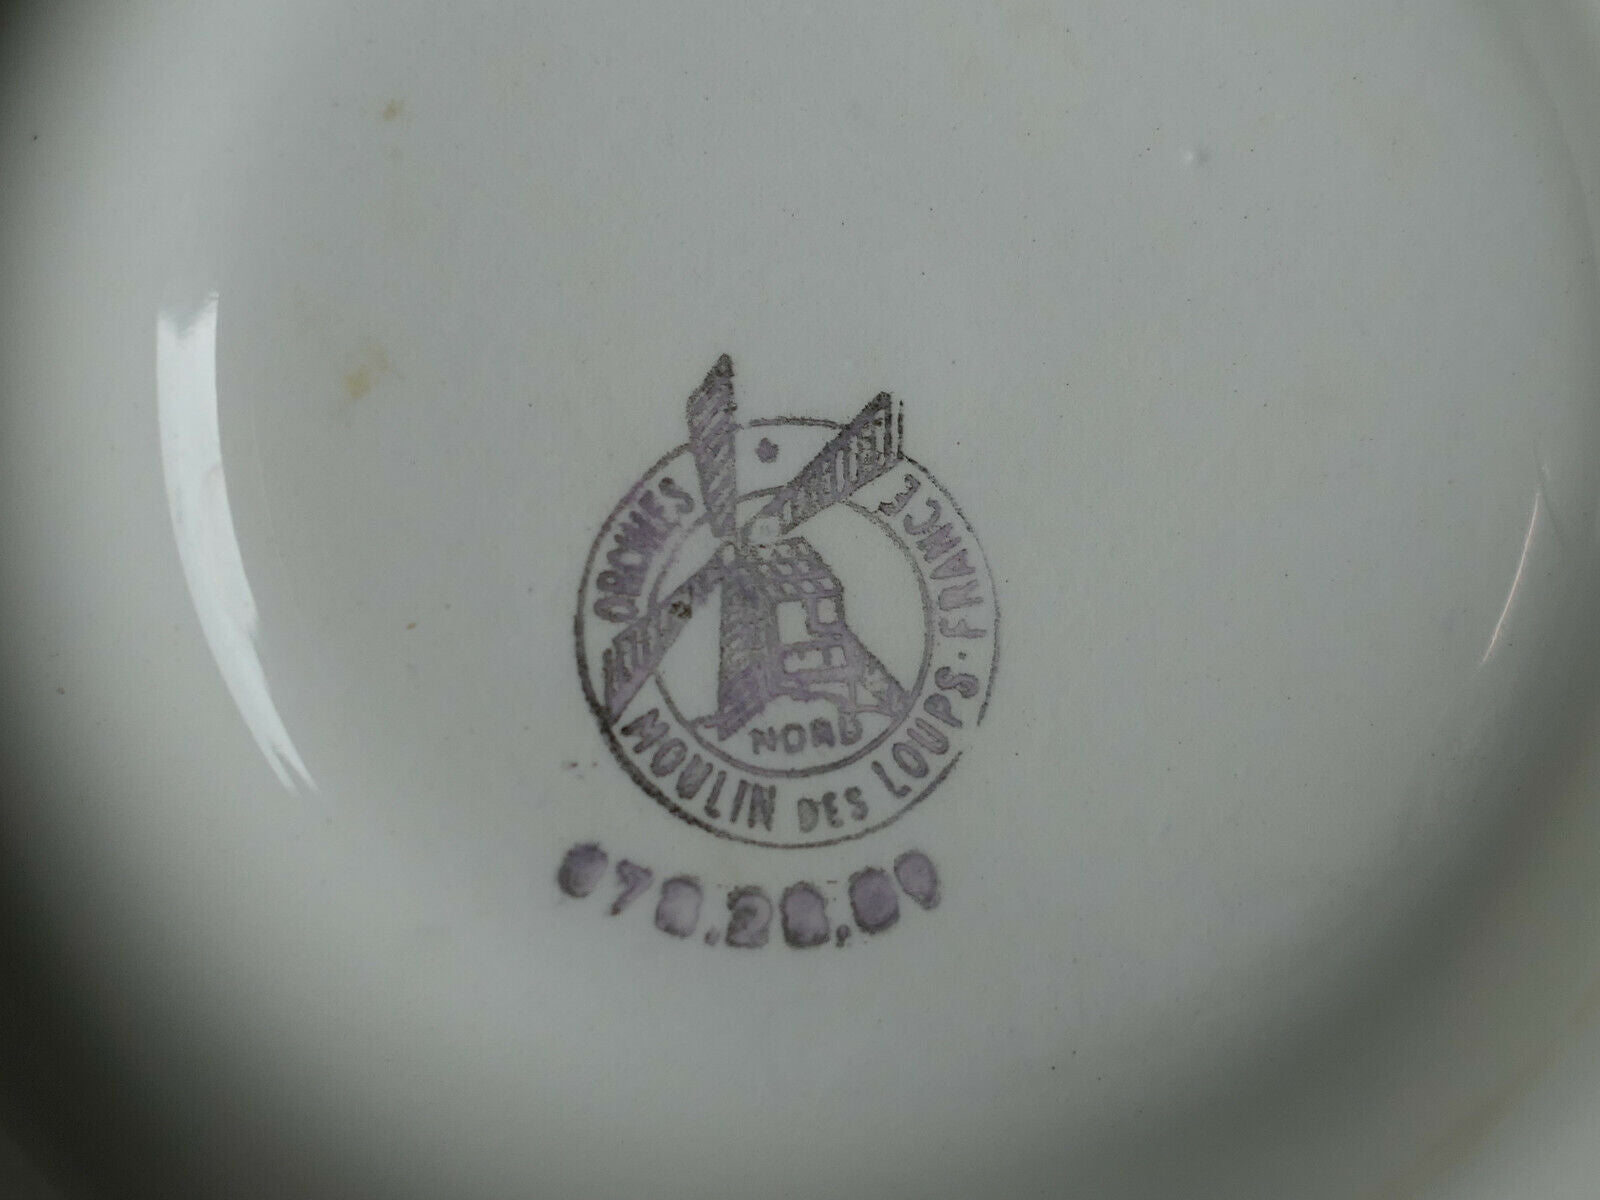 ORCHIES
MOULIN DES LOUPS · FRANCE
NORD